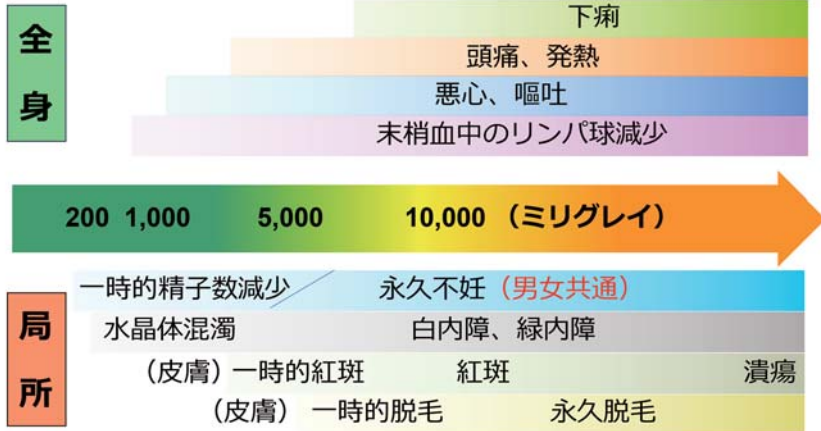 全身
下痢
頭痛、発熱
悪心、嘔吐
末梢血中のリンパ球減少
200 1,000 5,000 10,000 (ミリグレイ)
局所
一時的精子数減少 永久不妊(男女共通)
水晶体混濁 白内障、緑内障
(皮膚)一時的紅斑 紅斑 潰瘍
(皮膚) 一時的脱毛 永久脱毛